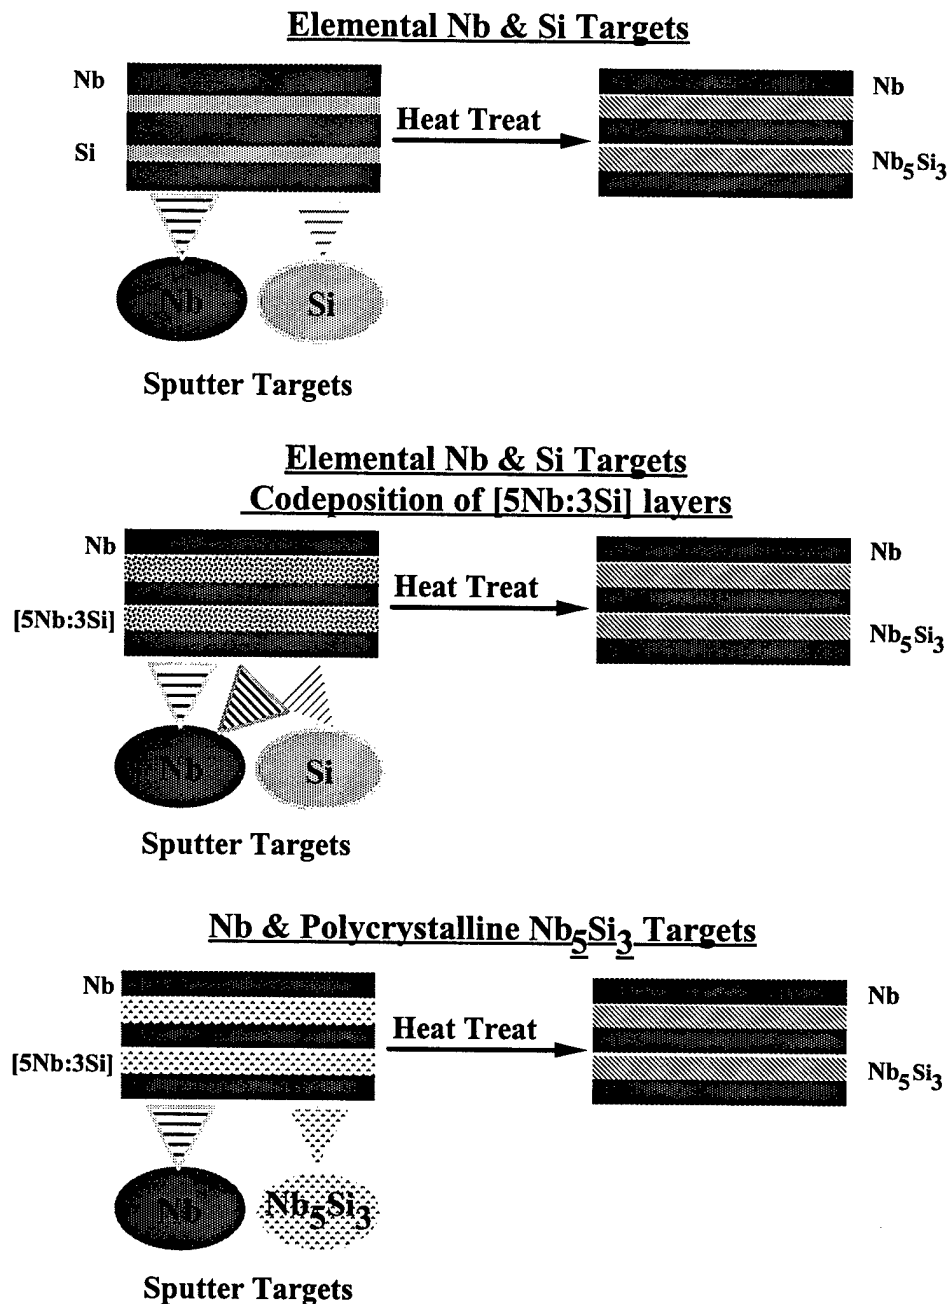 Elemental Nb & Si Targets
Nb
Si
Heat Treat
Nb
Nb5Si3
Nb
Si
Sputter Targets
Elemental Nb & Si Targets
Codeposition of [5Nb:3Si] layers
Nb
[5Nb:3Si]
Heat Treat
Nb
Nb5Si3
Nb
Si
Sputter Targets
Nb & Polycrystalline Nb5Si3 Targets
Nb
[5Nb:3Si]
Heat Treat
Nb
Nb5Si3
Nb
Nb5Si3
Sputter Targets